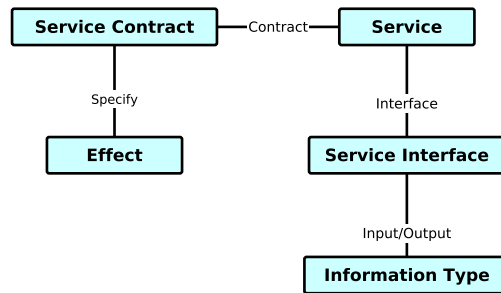 Service Contract
Contract
Service
Specify
Interface
Effect
Service Interface
Input/Output
Information Type